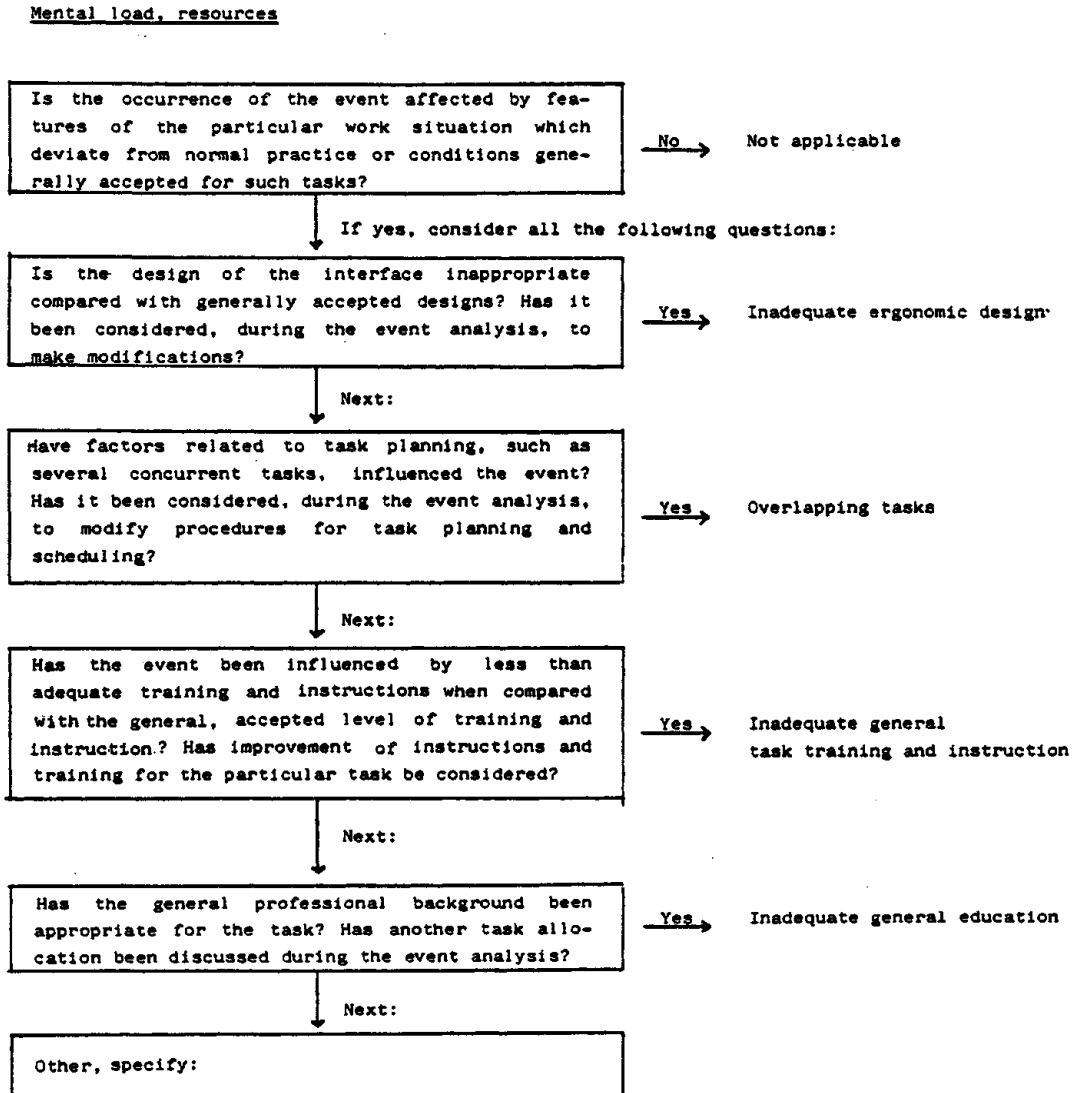 Mental load, resources
Is the occurrence of the event affected by fea-
tures of the particular work situation which
deviate from normal practice or conditions gene-
rally accepted for such tasks?
No
Not applicable
If yes, consider all the following questions:
Is the design of the interface inappropriate
compared with generally accepted designs? Has it
been considered, during the event analysis, to
make modifications?
Yes
Inadequate ergonomic design
Next:
Have factors related to task planning, such as
several concurrent tasks, influenced the event?
Has it been considered, during the event analysis,
to modify procedures for task planning and
scheduling?
Yes
Overlapping tasks
Next:
Has the event been influenced by less than
adequate training and instructions when compared
with the general, accepted level of training and
instruction.? Has improvement of instructions and
training for the particular task be considered?
Yes
Inadequate general
task training and instruction
Next:
Has the general professional background been
appropriate for the task? Has another task allo-
cation been discussed during the event analysis?
Yes
Inadequate general education
Next:
Other, specify: